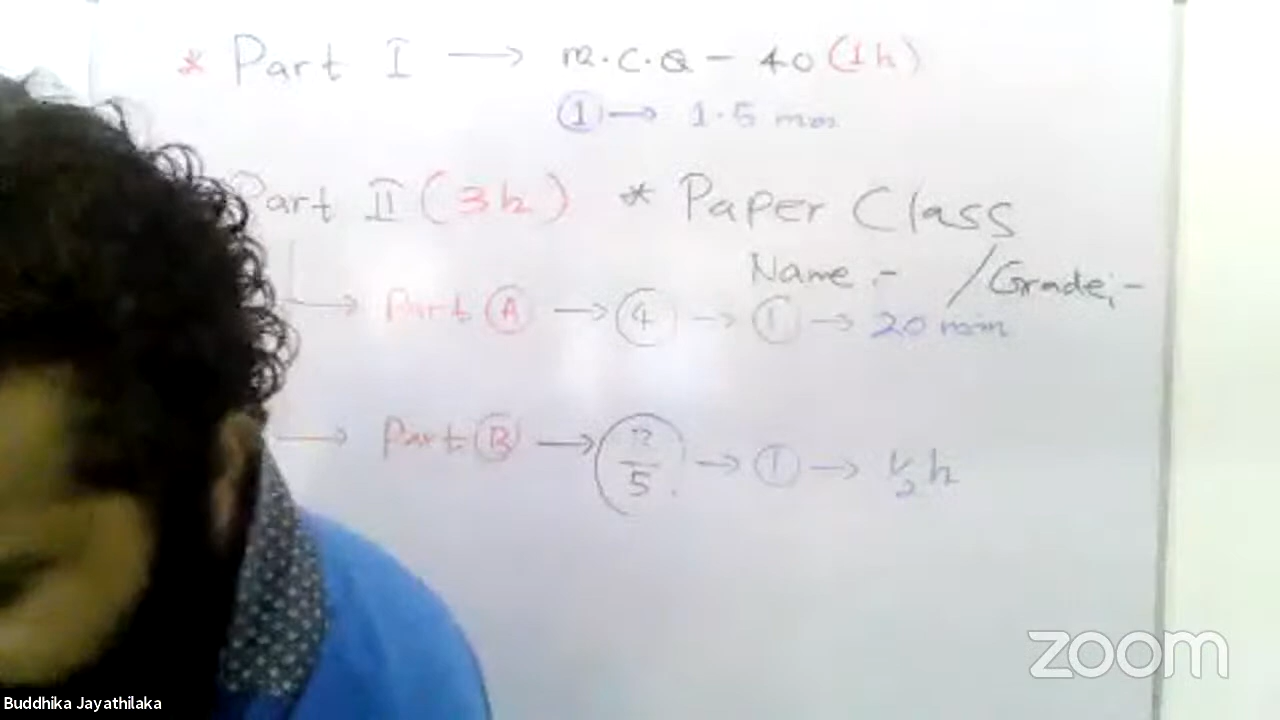 * Part I → M.C.Q - 40 (1h)
① → 1.5 min
Part II (3h) * Paper Class
Name :- / Grade :-
→ Part Ⓐ → ④ → ① → 20 min
→ Part Ⓑ → 5 → ① → 1/2 h
zoom
Buddhika Jayathilaka